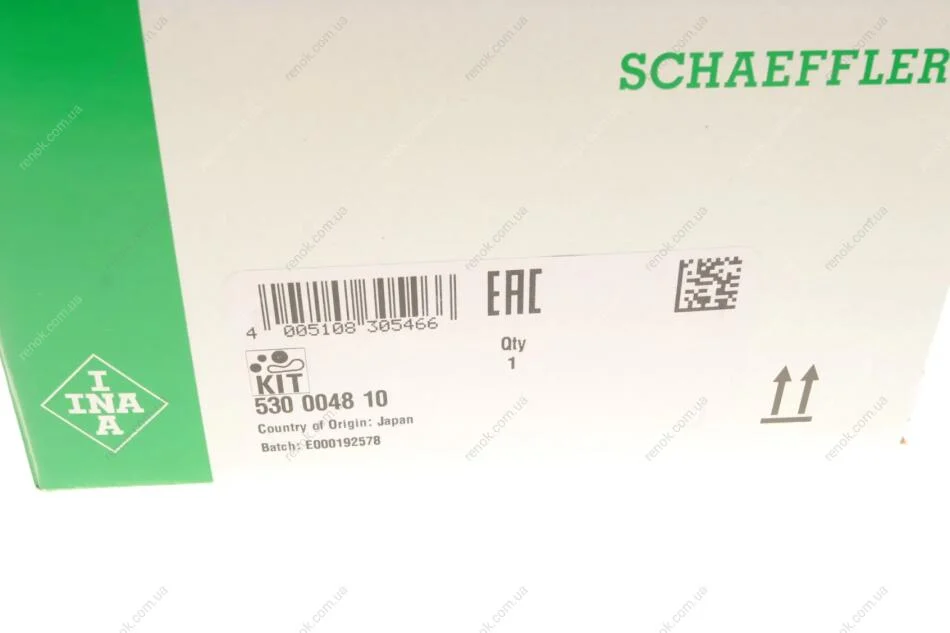 SCHAEFFLER
EAC
4 005108 305466
Qty
1
KIT
530 0048 10
Country of Origin: Japan
Batch: E000192578
I
INA
A
renok.com.ua